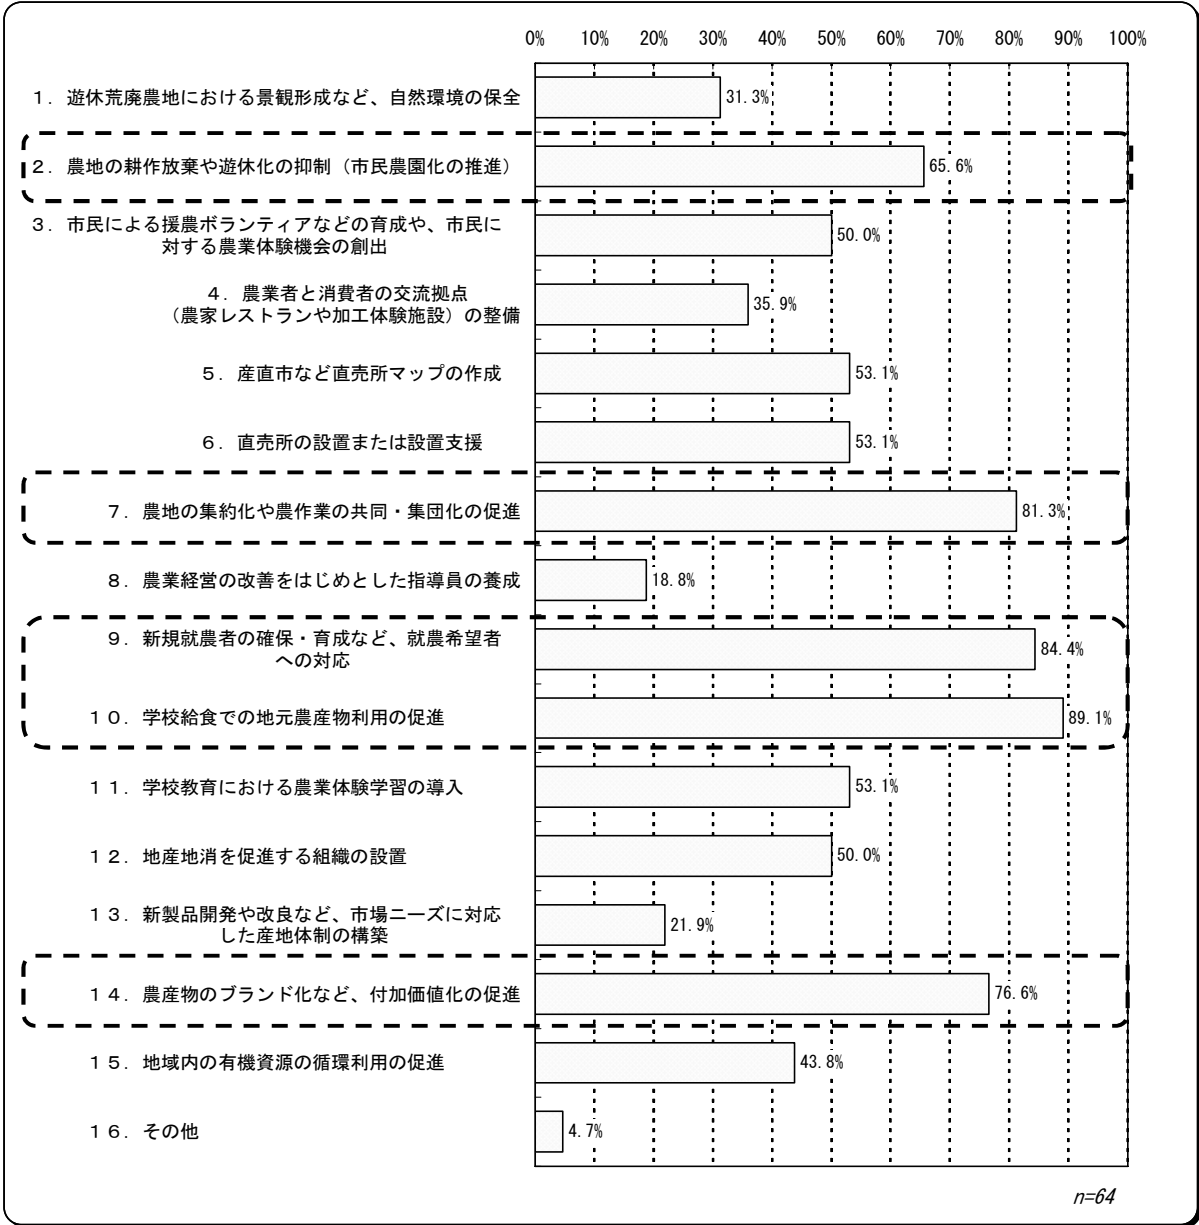 0% 10% 20% 30% 40% 50% 60% 70% 80% 90% 100%
１．遊休荒廃農地における景観形成など、自然環境の保全 31.3%
２．農地の耕作放棄や遊休化の抑制（市民農園化の推進） 65.6%
３．市民による援農ボランティアなどの育成や、市民に
対する農業体験機会の創出 50.0%
４．農業者と消費者の交流拠点
（農家レストランや加工体験施設）の整備 35.9%
５．産直市など直売所マップの作成 53.1%
６．直売所の設置または設置支援 53.1%
７．農地の集約化や農作業の共同・集団化の促進 81.3%
８．農業経営の改善をはじめとした指導員の養成 18.8%
９．新規就農者の確保・育成など、就農希望者
への対応 84.4%
１０．学校給食での地元農産物利用の促進 89.1%
１１．学校教育における農業体験学習の導入 53.1%
１２．地産地消を促進する組織の設置 50.0%
１３．新製品開発や改良など、市場ニーズに対応
した産地体制の構築 21.9%
１４．農産物のブランド化など、付加価値化の促進 76.6%
１５．地域内の有機資源の循環利用の促進 43.8%
１６．その他 4.7%
n=64